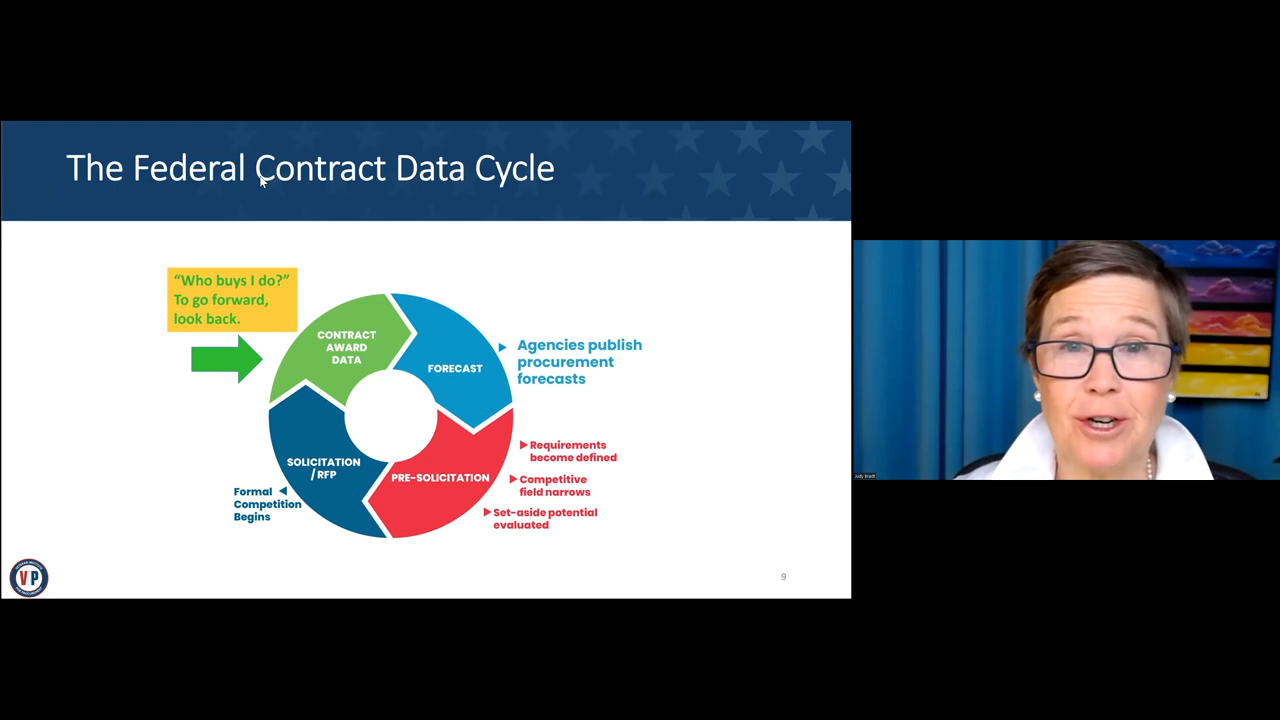 The Federal Contract Data Cycle
“Who buys I do?”
To go forward,
look back.
CONTRACT
AWARD
DATA
FORECAST
Agencies publish
procurement
forecasts
Requirements
become defined
Competitive
field narrows
Set-aside potential
evaluated
PRE-SOLICITATION
SOLICITATION
/ RFP
Formal
Competition
Begins
VP
9
Judy Bradt